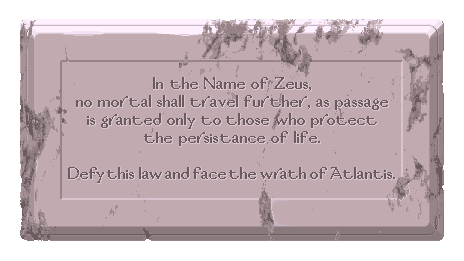 In the Name of Zeus,
no mortal shall travel further, as passage
is granted only to those who protect
the persistance of life.
Defy this law and face the wrath of Atlantis.